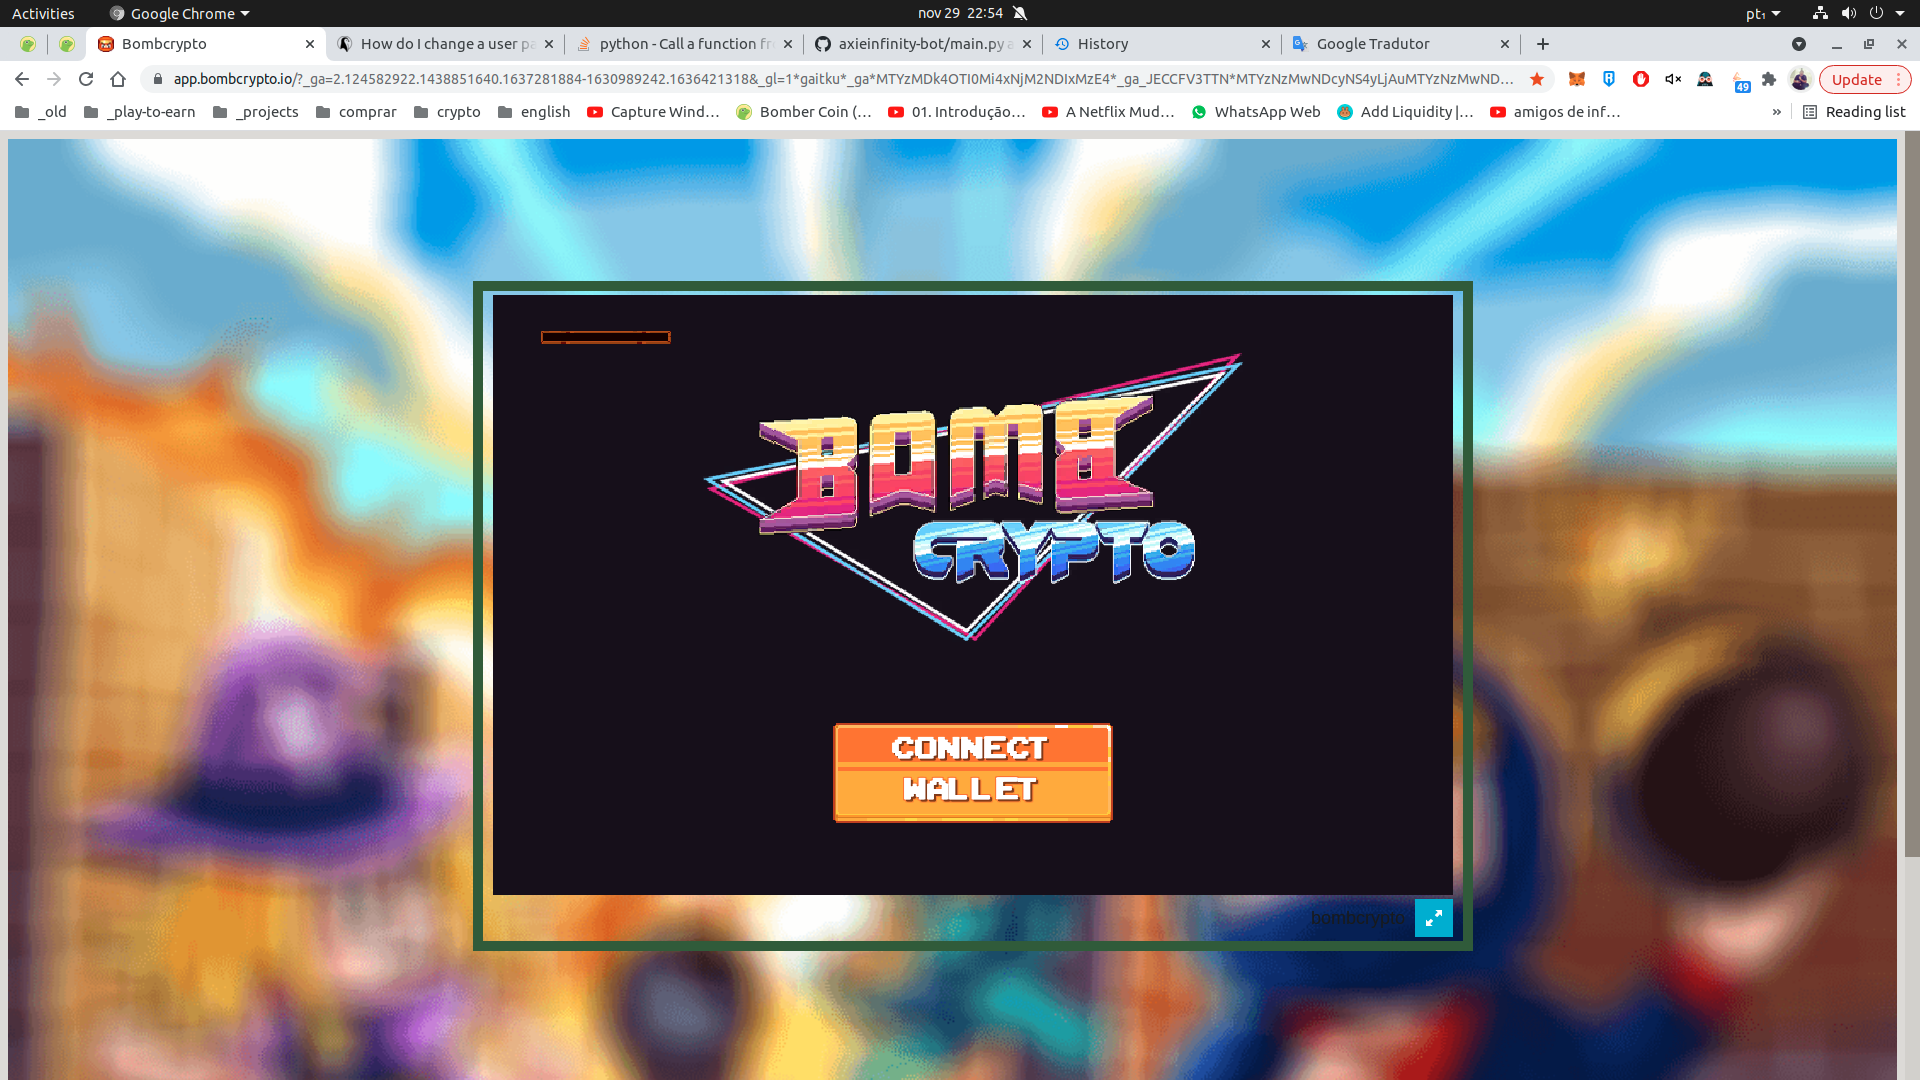 Activities
Google Chrome
nov 29 22:54
pt₁
Bombcrypto
How do I change a user pa
python - Call a function fr
axieinfinity-bot/main.py a
History
Google Tradutor
app.bombcrypto.io/?_ga=2.124582922.1438851640.1637281884-1630989242.1636421318&_gl=1*gaitku*_ga*MTYzMDk4OTI0Mi4xNjM2NDIxMzE4*_ga_JECCFV3TTN*MTYzNzMwNDcyNS4yLjAuMTYzNzMwND…
49
Update
_old
_play-to-earn
_projects
comprar
crypto
english
Capture Wind…
Bomber Coin (…
01. Introdução…
A Netflix Mud…
WhatsApp Web
Add Liquidity |…
amigos de inf…
»
Reading list
BOMB
CRYPTO
CONNECT
WALLET
bombcrypto